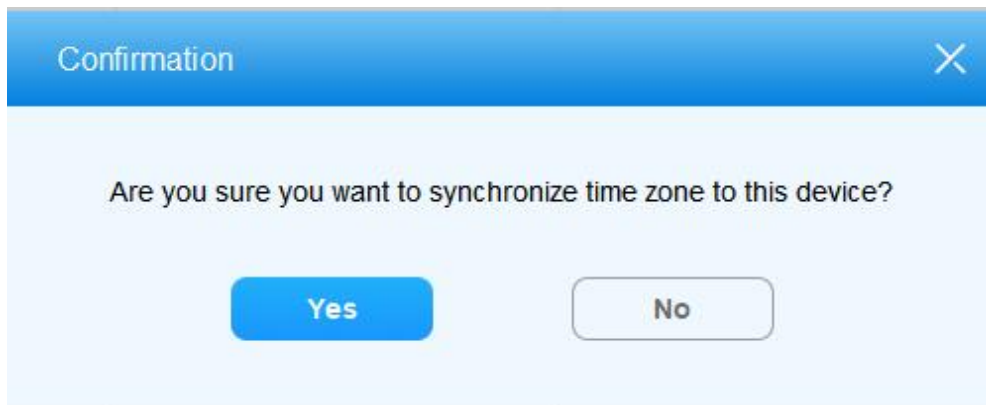 Confirmation
Are you sure you want to synchronize time zone to this device?
Yes
No